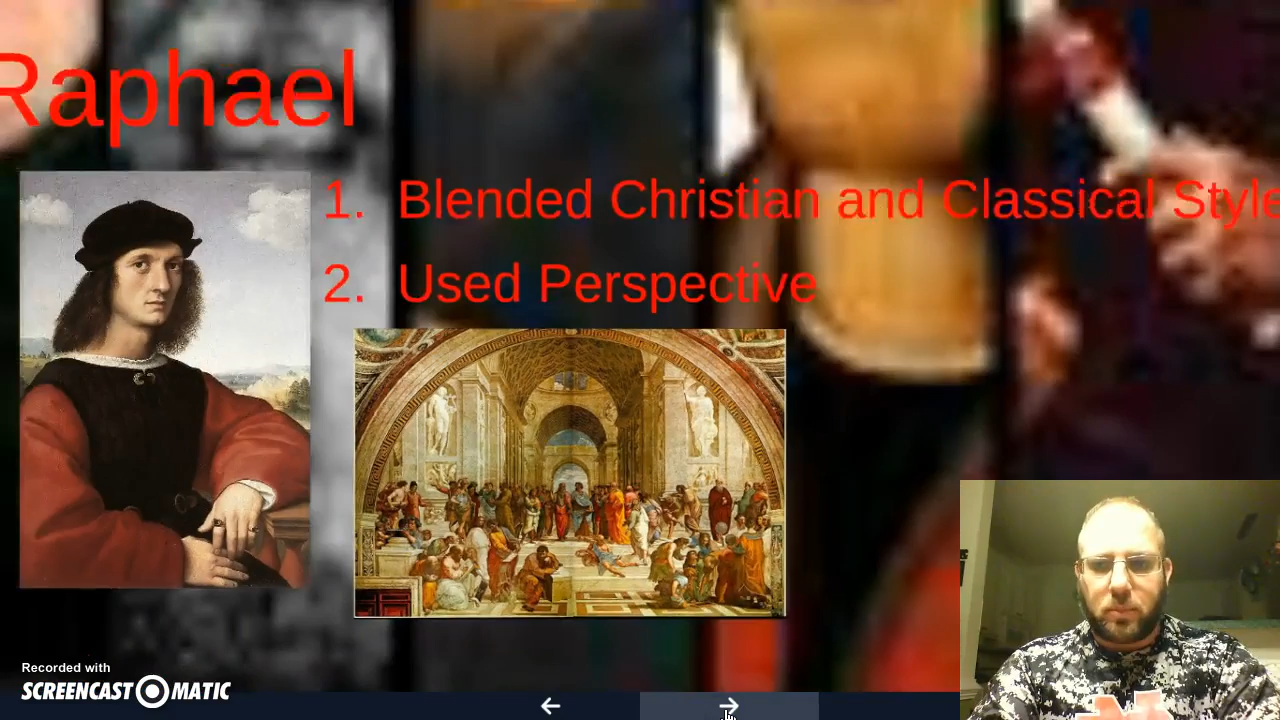 Raphael
1. Blended Christian and Classical Style
2. Used Perspective
Recorded with
SCREENCAST MATIC